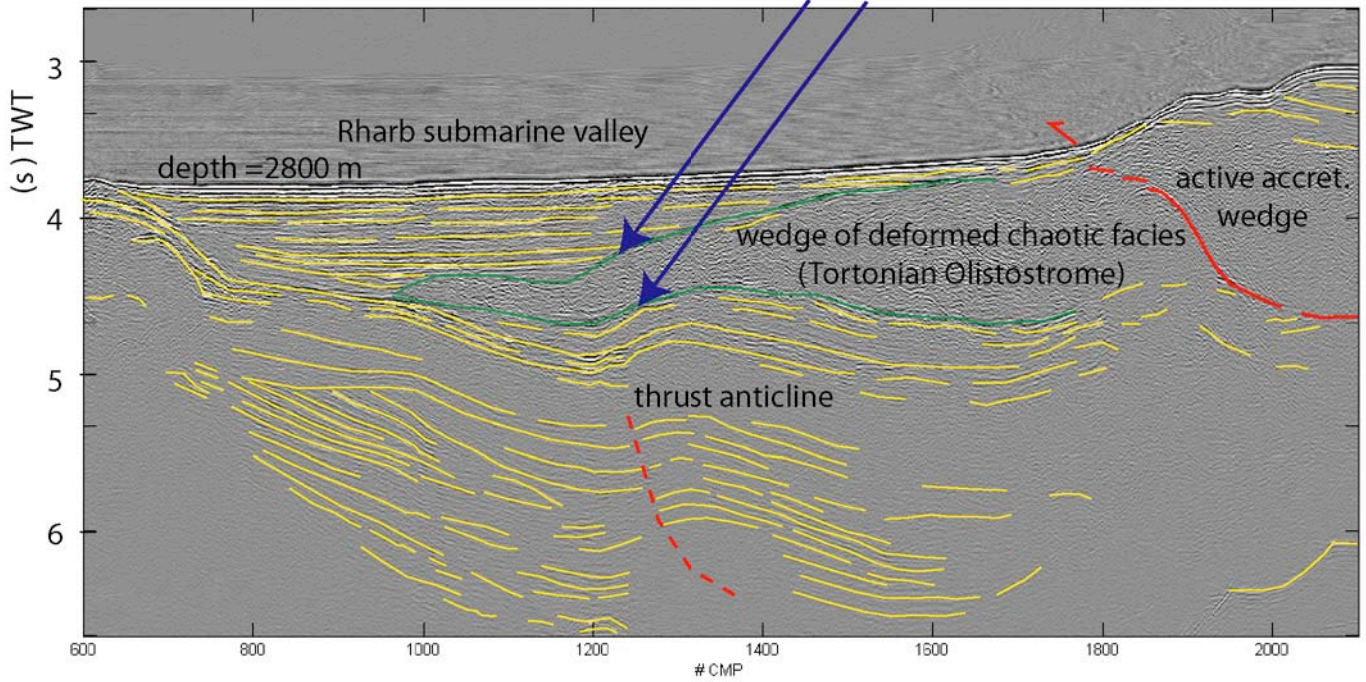 3
(s) TWT
Rharb submarine valley
depth =2800 m
4
active accret.
wedge
wedge of deformed chaotic facies
(Tortonian Olistostrome)
5
thrust anticline
6
600 800 1000 1200 1400 1600 1800 2000
# CMP